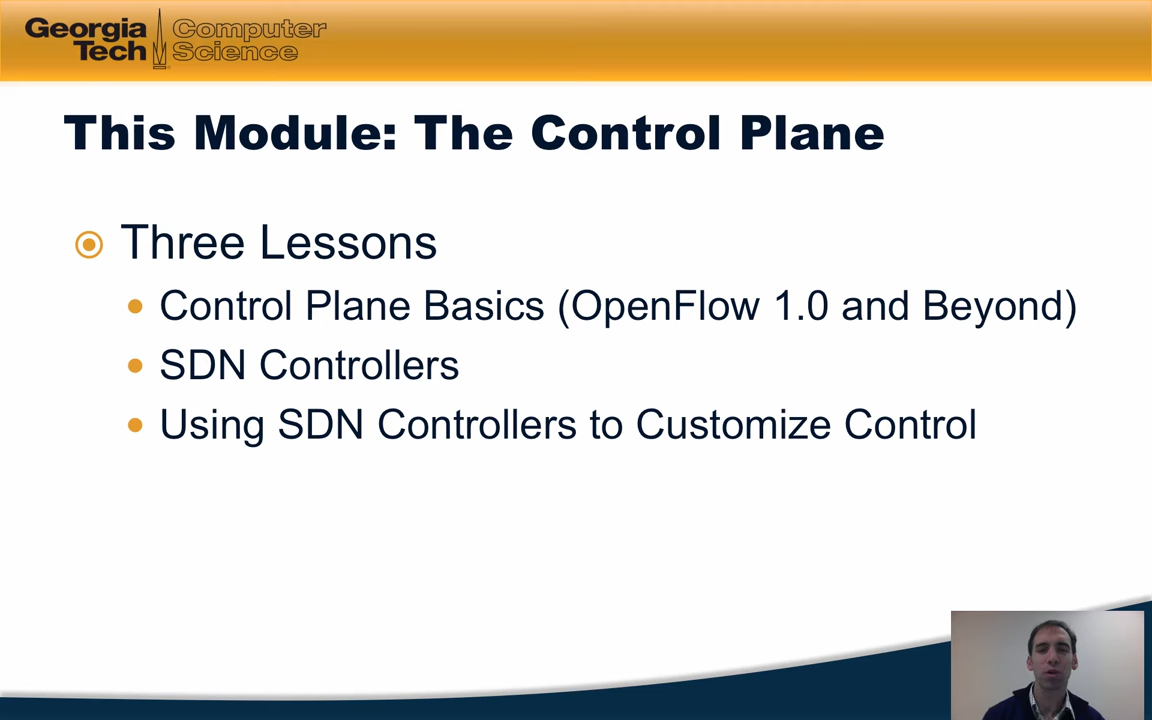 Georgia Tech
Computer Science
This Module: The Control Plane
Three Lessons
Control Plane Basics (OpenFlow 1.0 and Beyond)
SDN Controllers
Using SDN Controllers to Customize Control